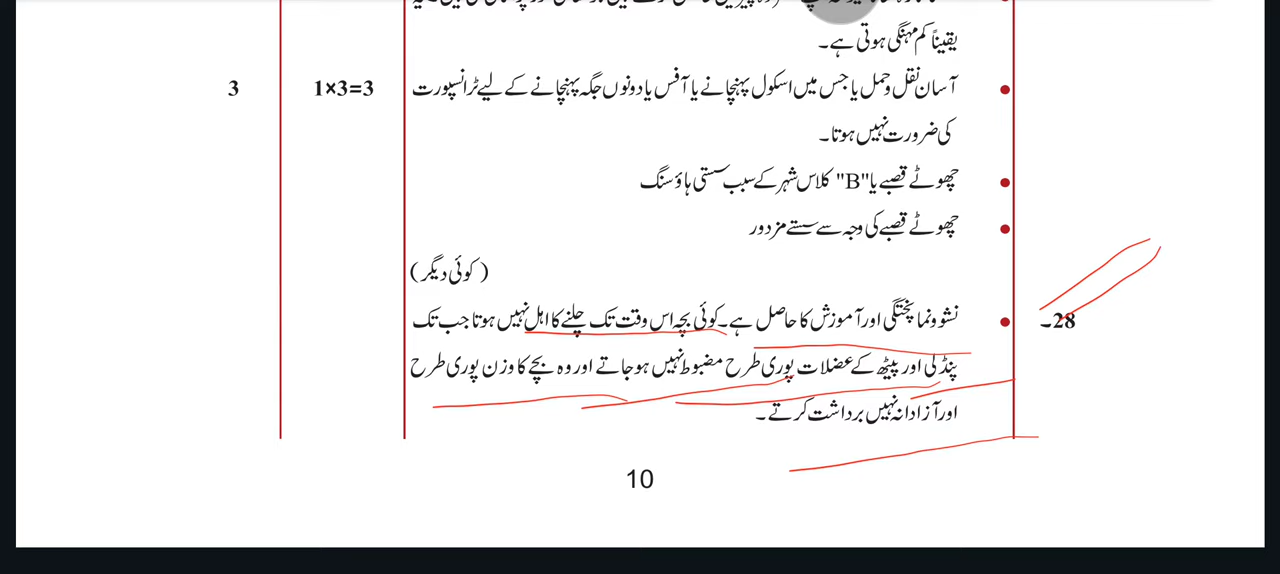 یقیناً کم مہنگی ہوتی ہے۔
• آسان نقل وحمل یا جس میں اسکول پہنچانے یا آفس یا دونوں جگہ پہنچانے کے لیے ٹرانسپورت 1×3=3 3
کی ضرورت نہیں ہوتا۔
• چھوٹے قصبے یا "B" کلاس شہر کے سبب سستی ہاؤسنگ
• چھوٹے قصبے کی وجہ سے سستے مزدور
(کوئی دیگر)
28۔ • نشوونما پختگی اور آموزش کا حاصل ہے۔ کوئی بچہ اس وقت تک چلنے کا اہل نہیں ہوتا جب تک
پنڈلی اور پیٹھ کے عضلات پوری طرح مضبوط نہیں ہوجاتے اور وہ بچے کا وزن پوری طرح
اور آزادانہ نہیں برداشت کرتے۔
10